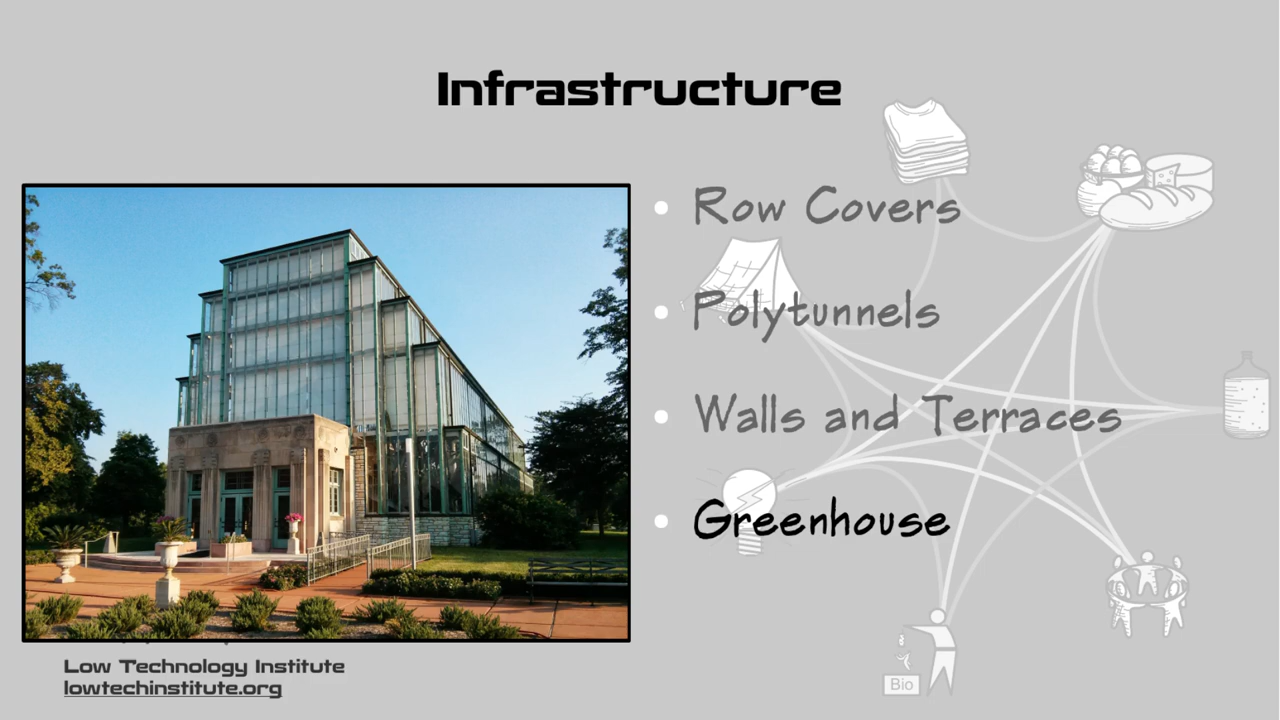 Infrastructure
Row Covers
Polytunnels
Walls and Terraces
Greenhouse
Low Technology Institute
lowtechinstitute.org
Bio